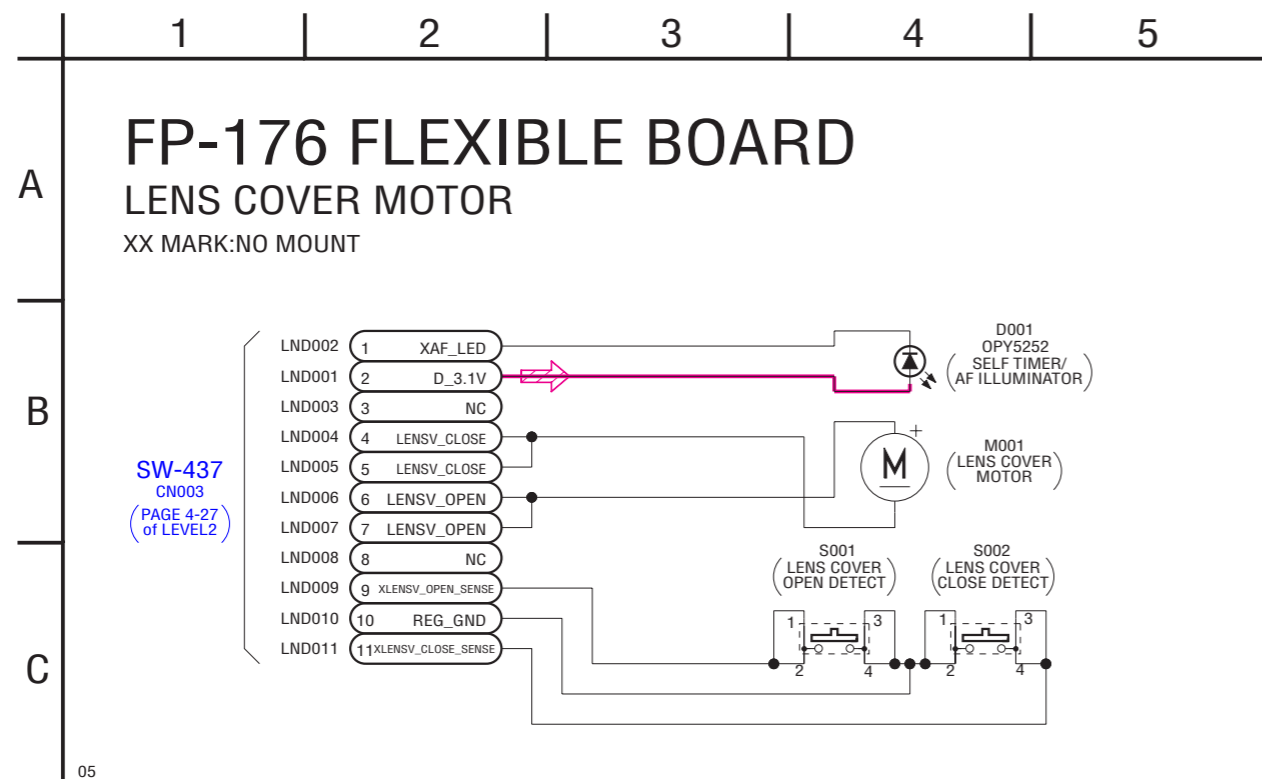 1 2 3 4 5
A
FP-176 FLEXIBLE BOARD
LENS COVER MOTOR
XX MARK:NO MOUNT
B
SW-437
CN003
(PAGE 4-27
of LEVEL2)
LND002 1 XAF_LED
LND001 2 D_3.1V
LND003 3 NC
LND004 4 LENSV_CLOSE
LND005 5 LENSV_CLOSE
LND006 6 LENSV_OPEN
LND007 7 LENSV_OPEN
LND008 8 NC
LND009 9 XLENSV_OPEN_SENSE
LND010 10 REG_GND
LND011 11 XLENSV_CLOSE_SENSE
D001
OPY5252
(SELF TIMER/
AF ILLUMINATOR)
+
M
M001
(LENS COVER
MOTOR)
S001
(LENS COVER
OPEN DETECT)
1 3
2 4
S002
(LENS COVER
CLOSE DETECT)
1 3
2 4
C
05